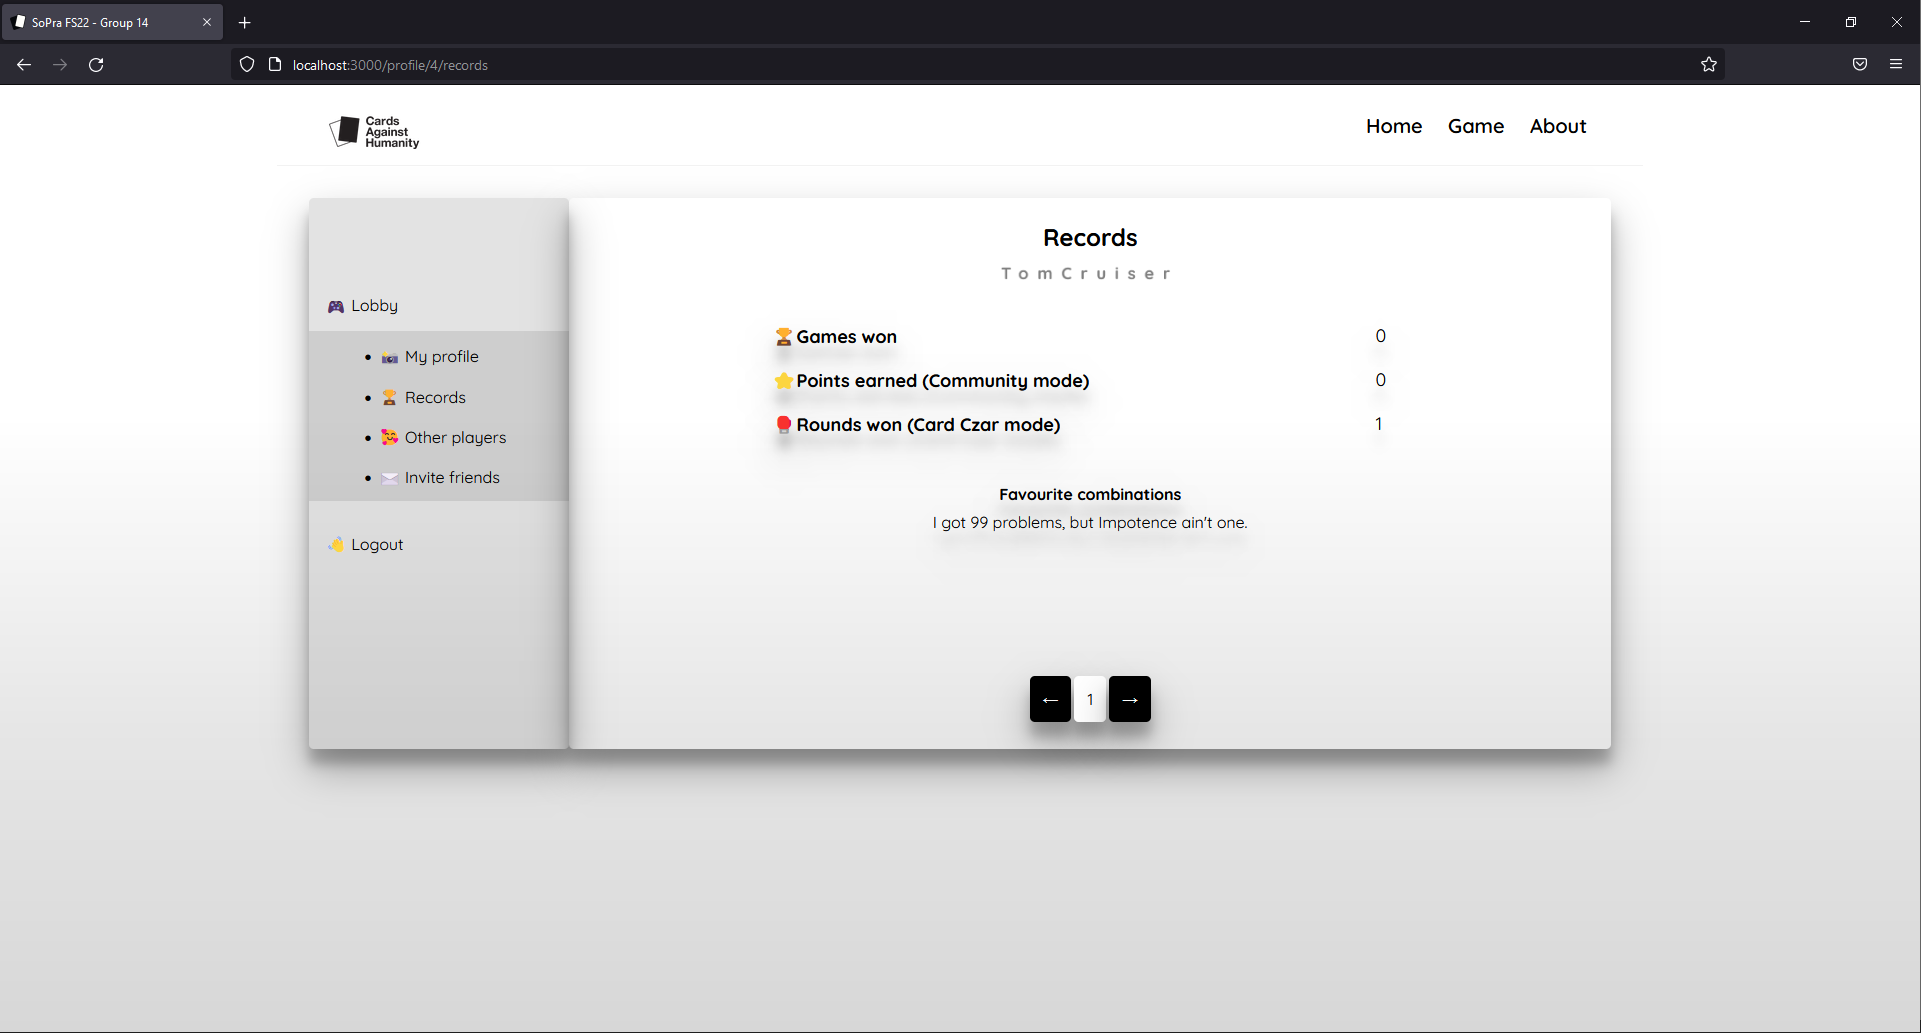 SoPra FS22 - Group 14
localhost:3000/profile/4/records
Cards
Against
Humanity
Home Game About
Records
TomCruiser
Lobby
My profile
Records
Other players
Invite friends
Logout
Games won 0
Points earned (Community mode) 0
Rounds won (Card Czar mode) 1
Favourite combinations
I got 99 problems, but Impotence ain't one.
← 1 →